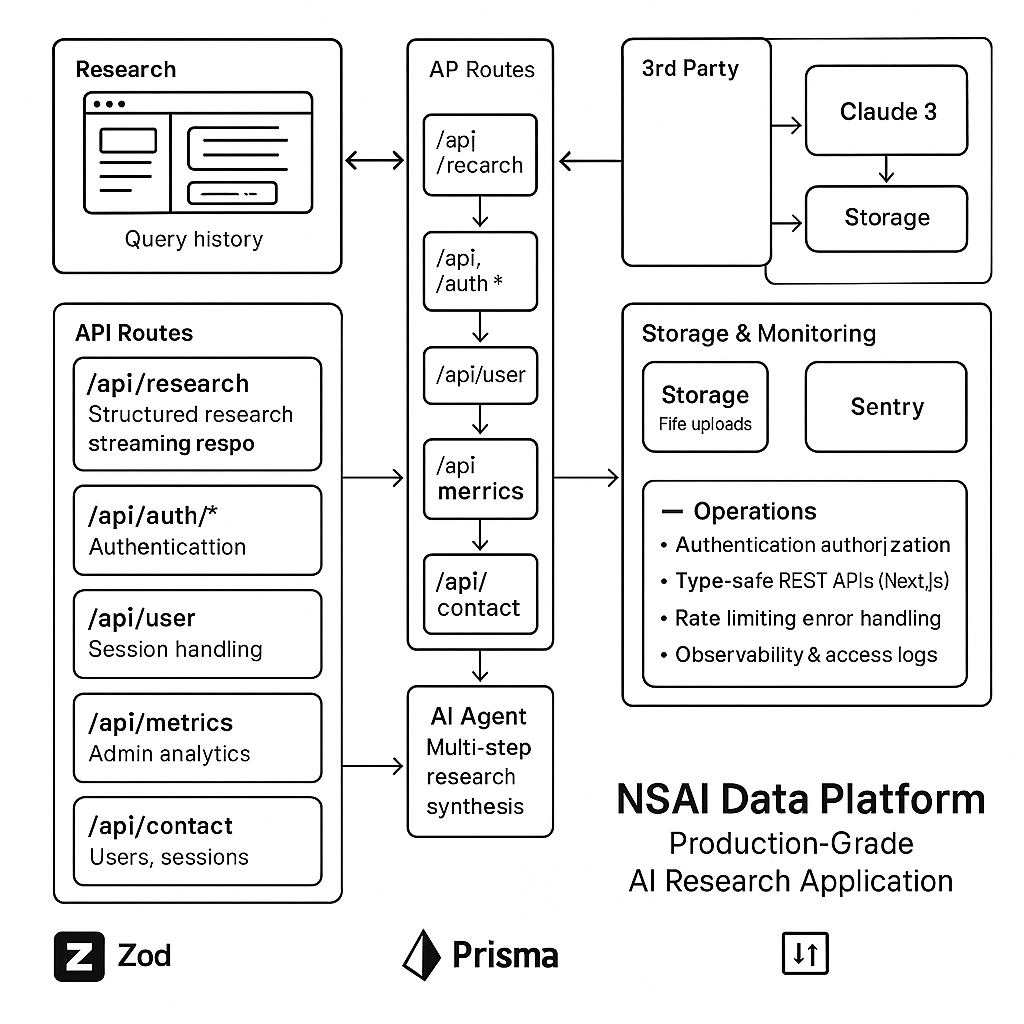 Research
Query history
API Routes
/api/research
Structured research
streaming respo
/api/auth/*
Authenticattion
/api/user
Session handling
/api/metrics
Admin analytics
/api/contact
Users, sessions
AP Routes
/apj
/recarch
/api,
/auth *
/api/user
/api
merrics
/api/
contact
AI Agent
Multi-step
research
synthesis
3rd Party
Claude 3
Storage
Storage & Monitoring
Storage
Fife uploads
Sentry
— Operations
• Authentication authorjzation
• Type-safe REST APIs (Next,js)
• Rate limiting error handling
• Observability & access logs
NSAI Data Platform
Production-Grade
AI Research Application
Z Zod
Prisma